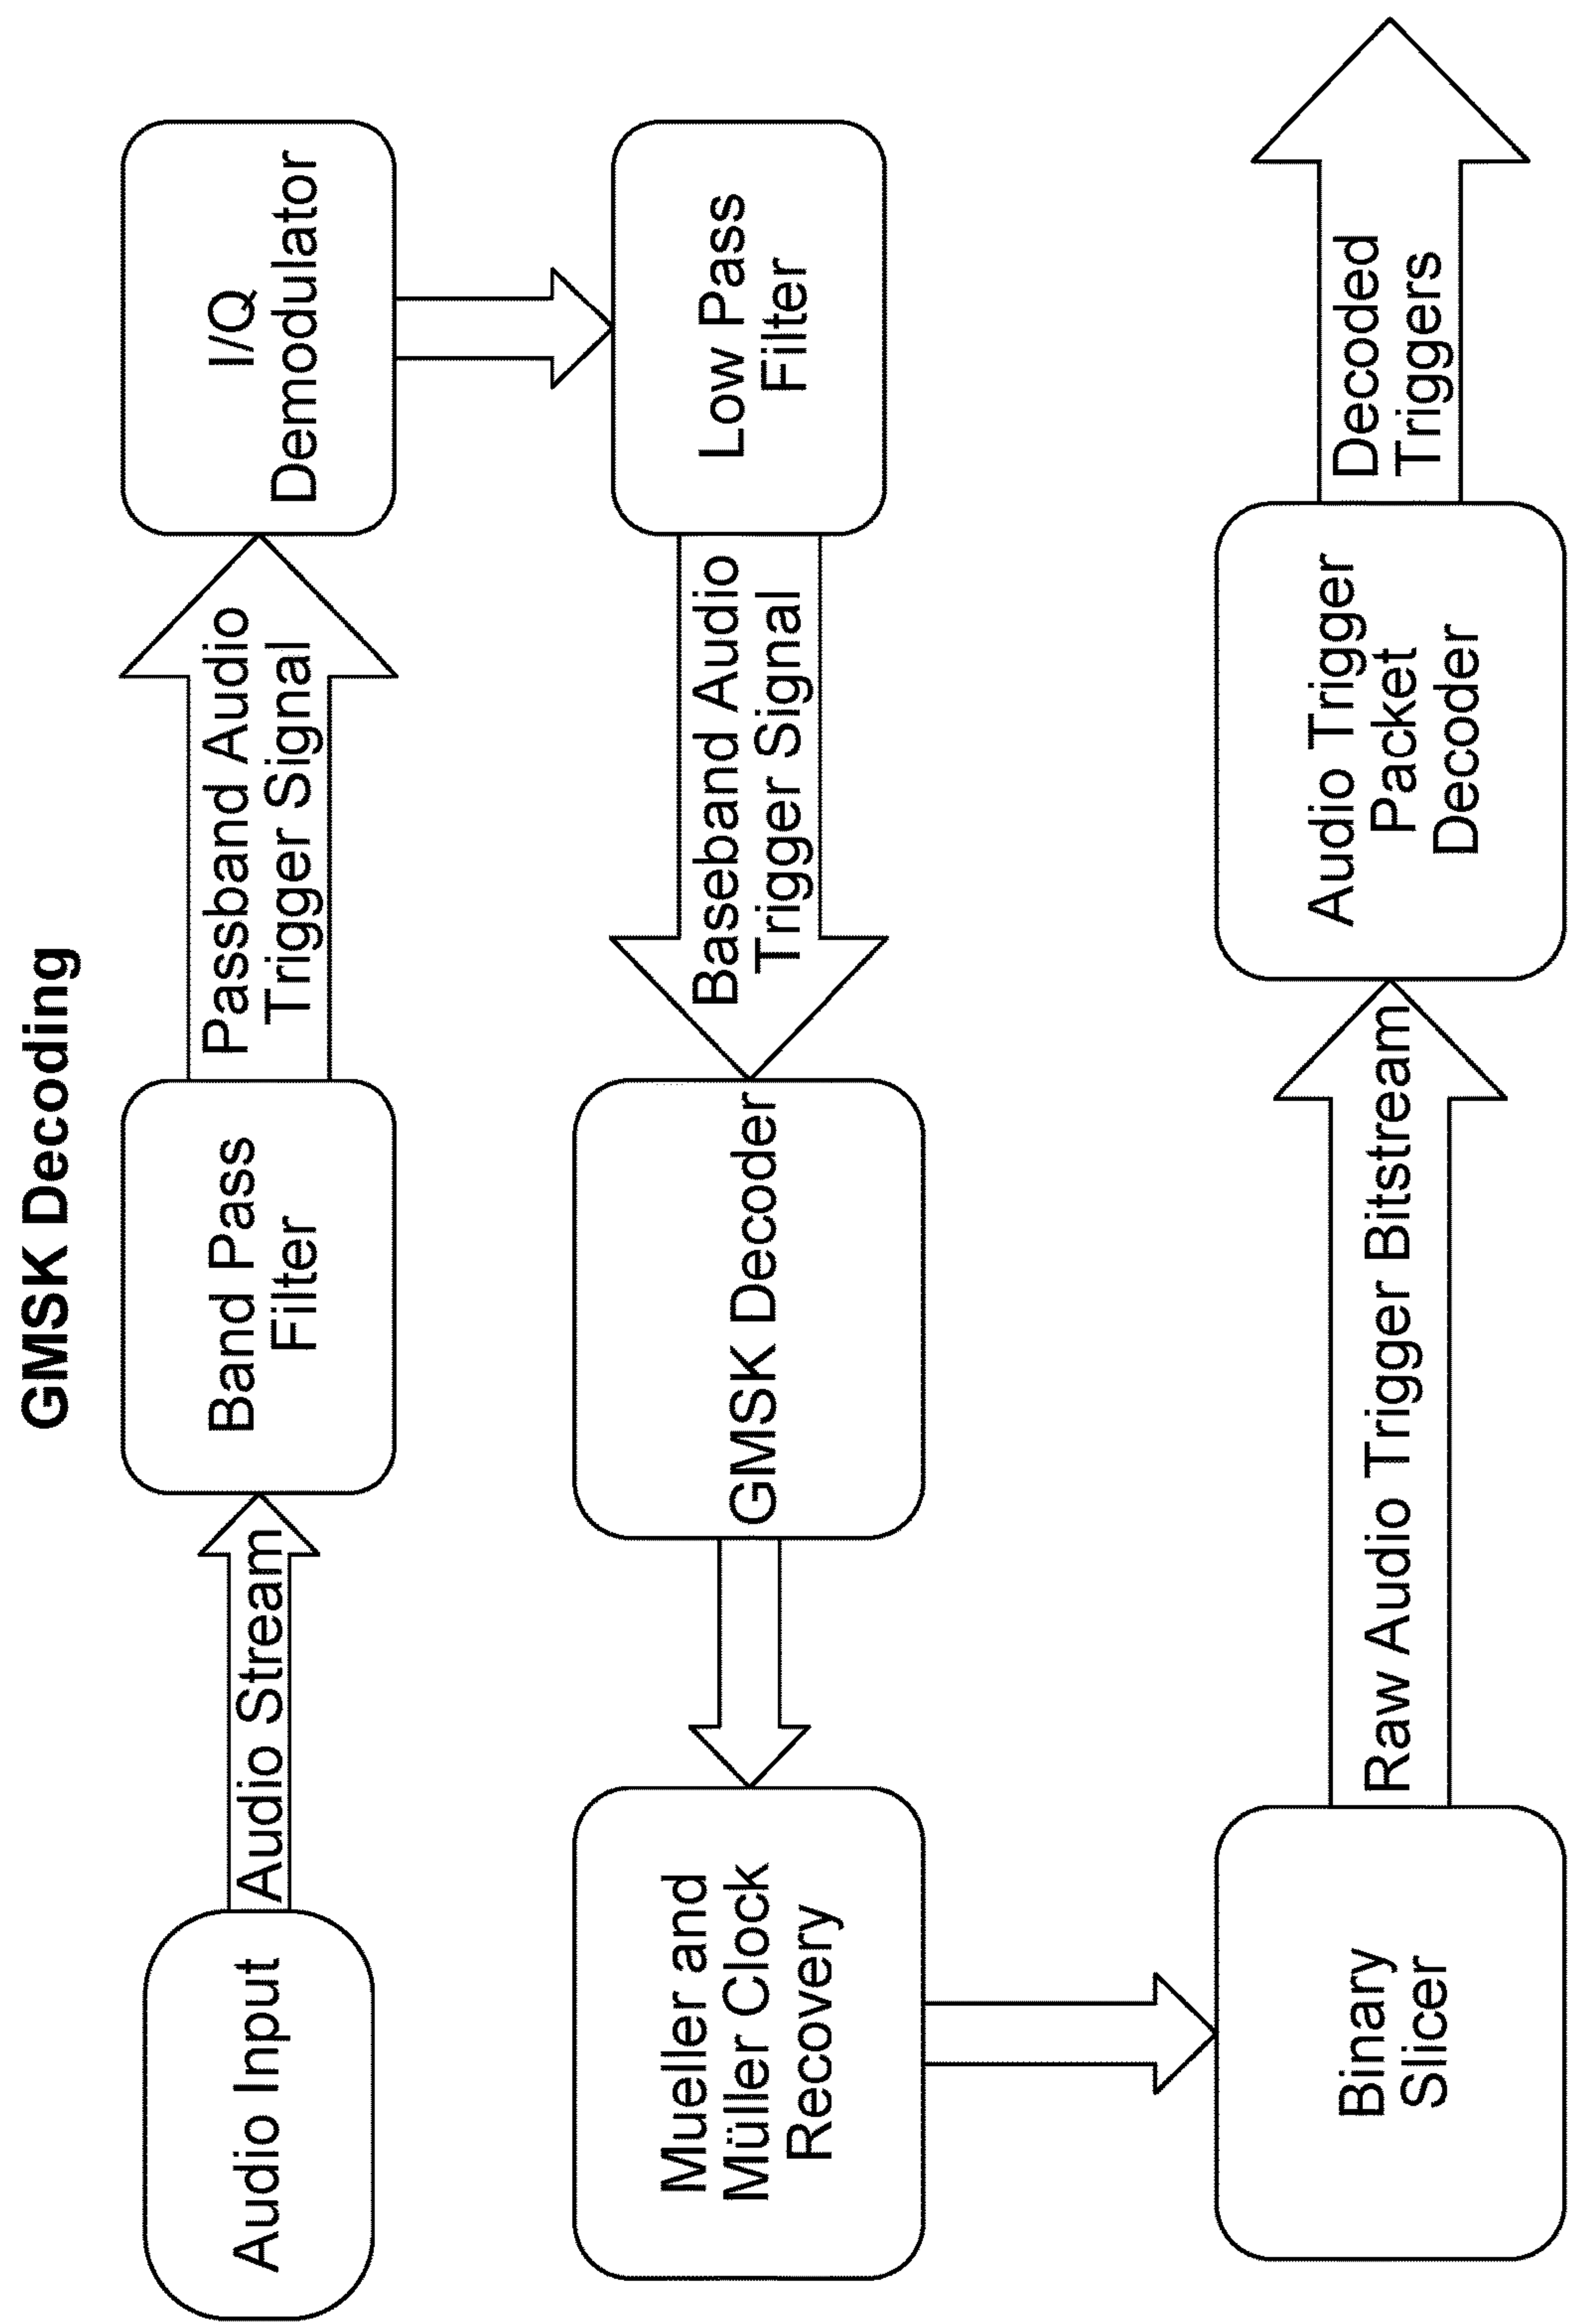 GMSK Decoding
Audio Input
Audio Stream
Band Pass
Filter
Passband Audio
Trigger Signal
I/Q
Demodulator
Low Pass
Filter
Baseband Audio
Trigger Signal
GMSK Decoder
Mueller and
Müller Clock
Recovery
Binary
Slicer
Raw Audio Trigger Bitstream
Audio Trigger
Packet
Decoder
Decoded
Triggers